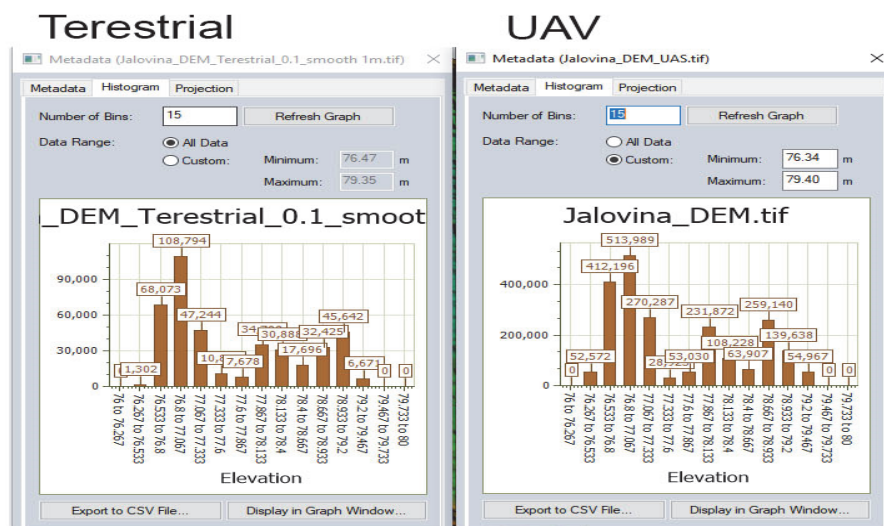 Terestrial
UAV
Metadata (Jalovina_DEM_Terestrial_0.1_smooth 1m.tif)
Metadata Histogram Projection
Number of Bins: 15 Refresh Graph
Data Range: All Data
Custom: Minimum: 76.47 m
Maximum: 79.35 m
_DEM_Terestrial_0.1_smoot
108,794
90,000
68,073
60,000
47,244
45,642
30,888
32,425
30,000
17,696
7,678
6,671
1,302
0 0
0
76 to 76.267
76.267 to 76.533
76.533 to 76.8
76.8 to 77.067
77.067 to 77.333
77.333 to 77.6
77.6 to 77.867
77.867 to 78.133
78.133 to 78.4
78.4 to 78.667
78.667 to 78.933
78.933 to 79.2
79.2 to 79.467
79.467 to 79.733
79.733 to 80
Elevation
Export to CSV File... Display in Graph Window...
Metadata (Jalovina_DEM_UAS.tif)
Metadata Histogram Projection
Number of Bins: 15 Refresh Graph
Data Range: All Data
Custom: Minimum: 76.34 m
Maximum: 79.40 m
Jalovina_DEM.tif
513,989
412,196
400,000
270,287
259,140
231,872
200,000
139,638
108,228
63,907
52,572
53,030
54,967
0
0 0
0
76 to 76.267
76.267 to 76.533
76.533 to 76.8
76.8 to 77.067
77.067 to 77.333
77.333 to 77.6
77.6 to 77.867
77.867 to 78.133
78.133 to 78.4
78.4 to 78.667
78.667 to 78.933
78.933 to 79.2
79.2 to 79.467
79.467 to 79.733
79.733 to 80
Elevation
Export to CSV File... Display in Graph Window...